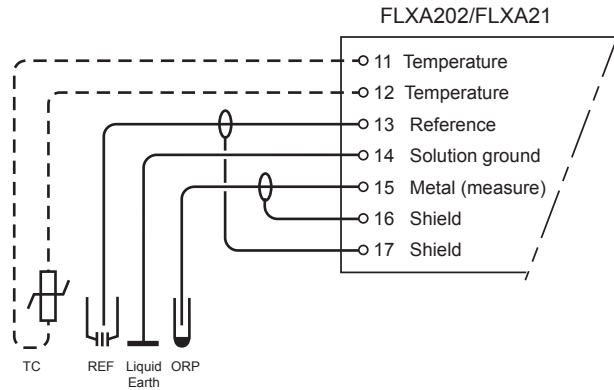 FLXA202/FLXA21
11 Temperature
12 Temperature
13 Reference
14 Solution ground
15 Metal (measure)
16 Shield
17 Shield
TC REF Liquid Earth ORP